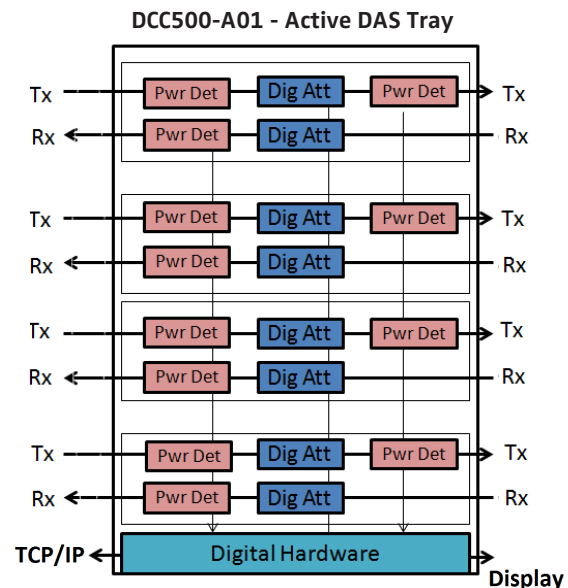 DCC500-A01 - Active DAS Tray
Tx Pwr Det Dig Att Pwr Det Tx
Rx Pwr Det Dig Att Rx
Tx Pwr Det Dig Att Pwr Det Tx
Rx Pwr Det Dig Att Rx
Tx Pwr Det Dig Att Pwr Det Tx
Rx Pwr Det Dig Att Rx
Tx Pwr Det Dig Att Pwr Det Tx
Rx Pwr Det Dig Att Rx
TCP/IP Digital Hardware
Display